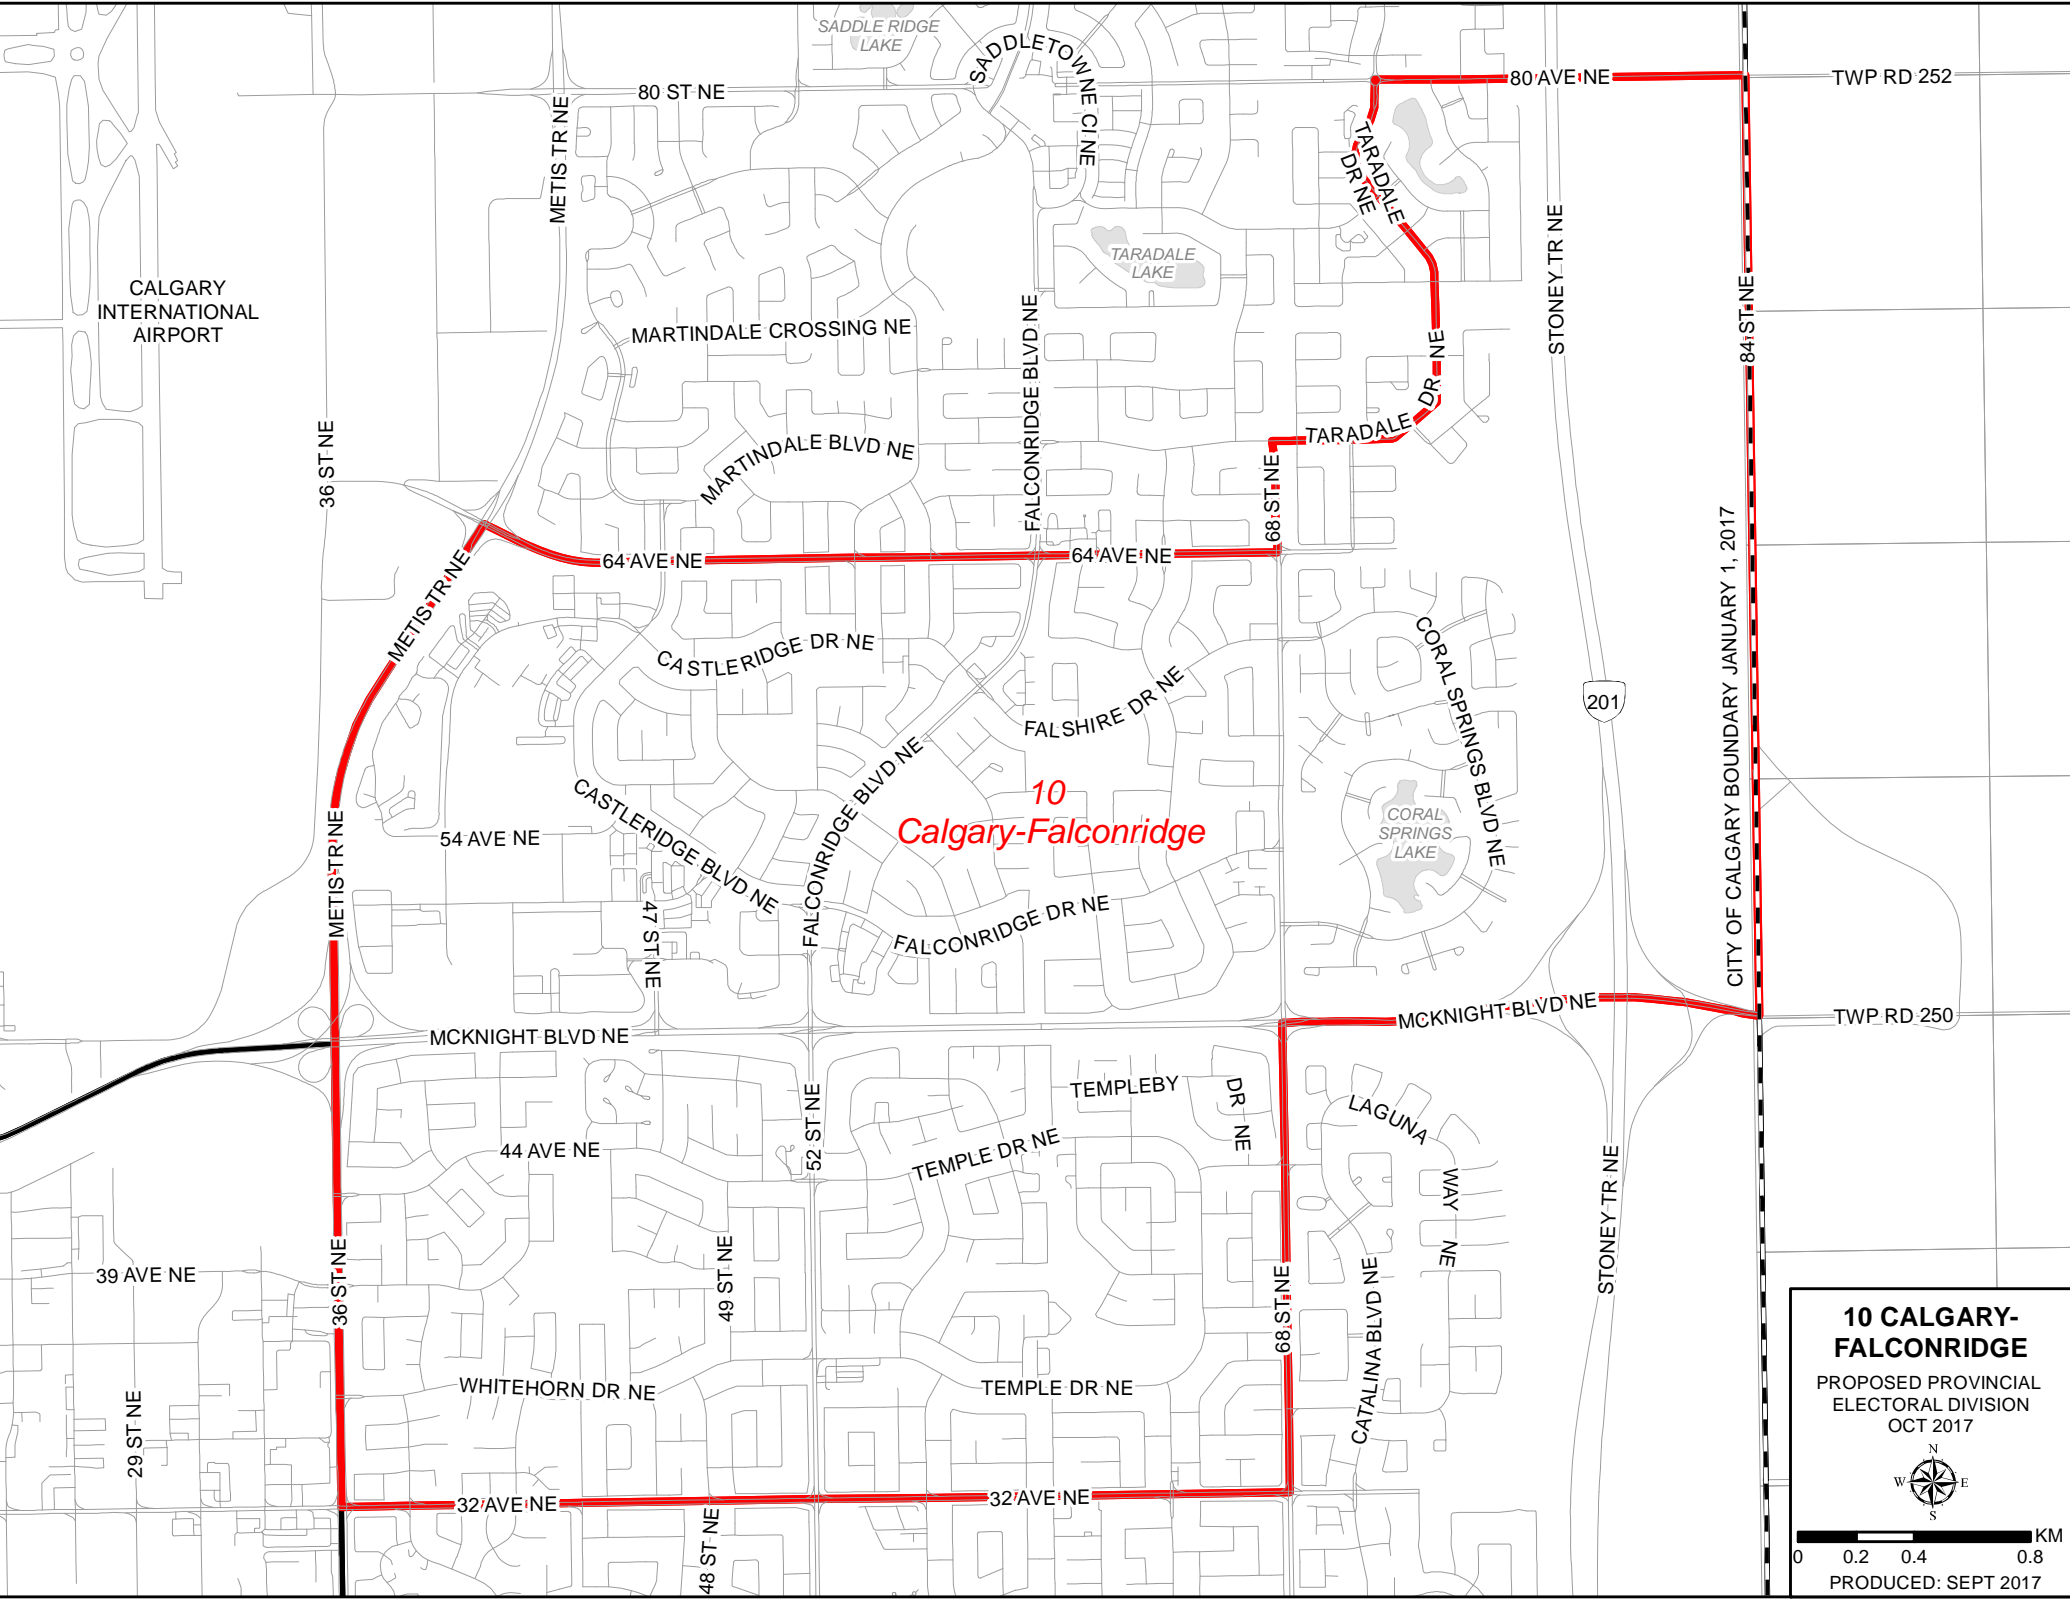 SADDLE RIDGE
LAKE
SADDLETOWNE CI NE
80 ST NE
80 AVE NE
TWP RD 252
METIS TR NE
TARADALE
DR NE
STONEY TR NE
TARADALE
LAKE
CALGARY
INTERNATIONAL
AIRPORT
MARTINDALE CROSSING NE
FALCONRIDGE BLVD NE
84 ST NE
TARADALE DR NE
36 ST NE
MARTINDALE BLVD NE
68 ST NE
64 AVE NE
64 AVE NE
METIS TR NE
CASTLERIDGE DR NE
CORAL SPRINGS BLVD NE
CITY OF CALGARY BOUNDARY JANUARY 1, 2017
FALSHIRE DR NE
201
10
Calgary-Falconridge
CASTLERIDGE BLVD NE
FALCONRIDGE BLVD NE
CORAL
SPRINGS
LAKE
54 AVE NE
METIS TR NE
47 ST NE
FALCONRIDGE DR NE
MCKNIGHT BLVD NE
MCKNIGHT BLVD NE
TWP RD 250
TEMPLEBY DR NE
52 ST NE
LAGUNA WAY NE
44 AVE NE
TEMPLE DR NE
STONEY TR NE
39 AVE NE
36 ST NE
49 ST NE
68 ST NE
CATALINA BLVD NE
WHITEHORN DR NE
TEMPLE DR NE
29 ST NE
32 AVE NE
32 AVE NE
48 ST NE
10 CALGARY-
FALCONRIDGE
PROPOSED PROVINCIAL
ELECTORAL DIVISION
OCT 2017
N
W E
S
KM
0 0.2 0.4 0.8
PRODUCED: SEPT 2017